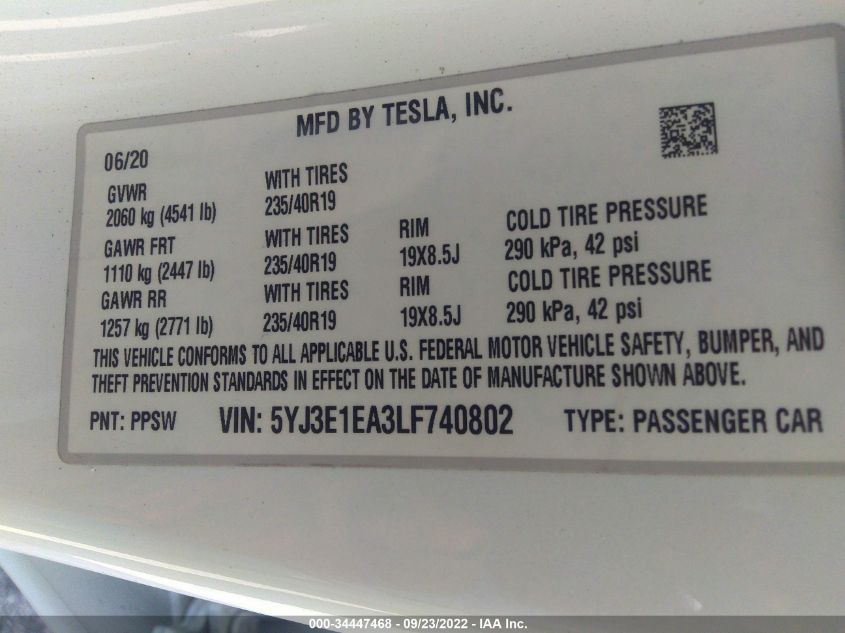 MFD BY TESLA, INC.
06/20
GVWR
2060 kg (4541 lb)
WITH TIRES
235/40R19
GAWR FRT
1110 kg (2447 lb)
WITH TIRES
235/40R19
RIM
19X8.5J
COLD TIRE PRESSURE
290 kPa, 42 psi
GAWR RR
1257 kg (2771 lb)
WITH TIRES
235/40R19
RIM
19X8.5J
COLD TIRE PRESSURE
290 kPa, 42 psi
THIS VEHICLE CONFORMS TO ALL APPLICABLE U.S. FEDERAL MOTOR VEHICLE SAFETY, BUMPER, AND
THEFT PREVENTION STANDARDS IN EFFECT ON THE DATE OF MANUFACTURE SHOWN ABOVE.
PNT: PPSW VIN: 5YJ3E1EA3LF740802 TYPE: PASSENGER CAR
000-34447468 - 09/23/2022 - IAA Inc.